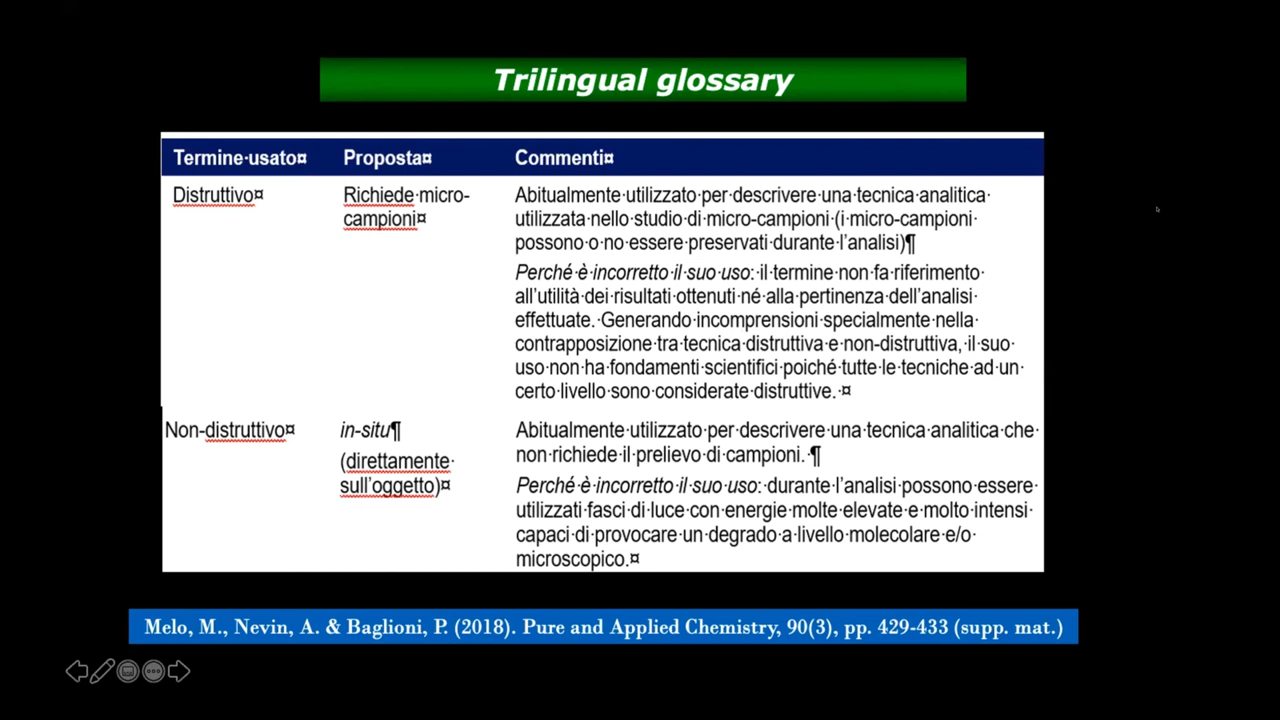 Trilingual glossary
Termine·usato¤ Proposta¤ Commenti¤
Distruttivo¤
Richiede·micro-
campioni¤
Abitualmente·utilizzato·per·descrivere·una·tecnica·analitica·
utilizzata·nello·studio·di·micro-campioni·(i·micro-campioni·
possono·o·no·essere·preservati·durante·l'analisi)¶
Perché·è·incorretto·il·suo·uso:·il·termine·non·fa·riferimento·
all'utilità·dei·risultati·ottenuti·né·alla·pertinenza·dell'analisi·
effettuate.·Generando·incomprensioni·specialmente·nella·
contrapposizione·tra·tecnica·distruttiva·e·non-distruttiva,·il·suo·
uso·non·ha·fondamenti·scientifici·poiché·tutte·le·tecniche·ad·un·
certo·livello·sono·considerate·distruttive.·¤
Non-distruttivo¤
in-situ¶
(direttamente·
sull'oggetto)¤
Abitualmente·utilizzato·per·descrivere·una·tecnica·analitica·che·
non·richiede·il·prelievo·di·campioni.·¶
Perché·è·incorretto·il·suo·uso:·durante·l'analisi·possono·essere·
utilizzati·fasci·di·luce·con·energie·molte·elevate·e·molto·intensi·
capaci·di·provocare·un·degrado·a·livello·molecolare·e/o·
microscopico.¤
Melo, M., Nevin, A. & Baglioni, P. (2018). Pure and Applied Chemistry, 90(3), pp. 429-433 (supp. mat.)